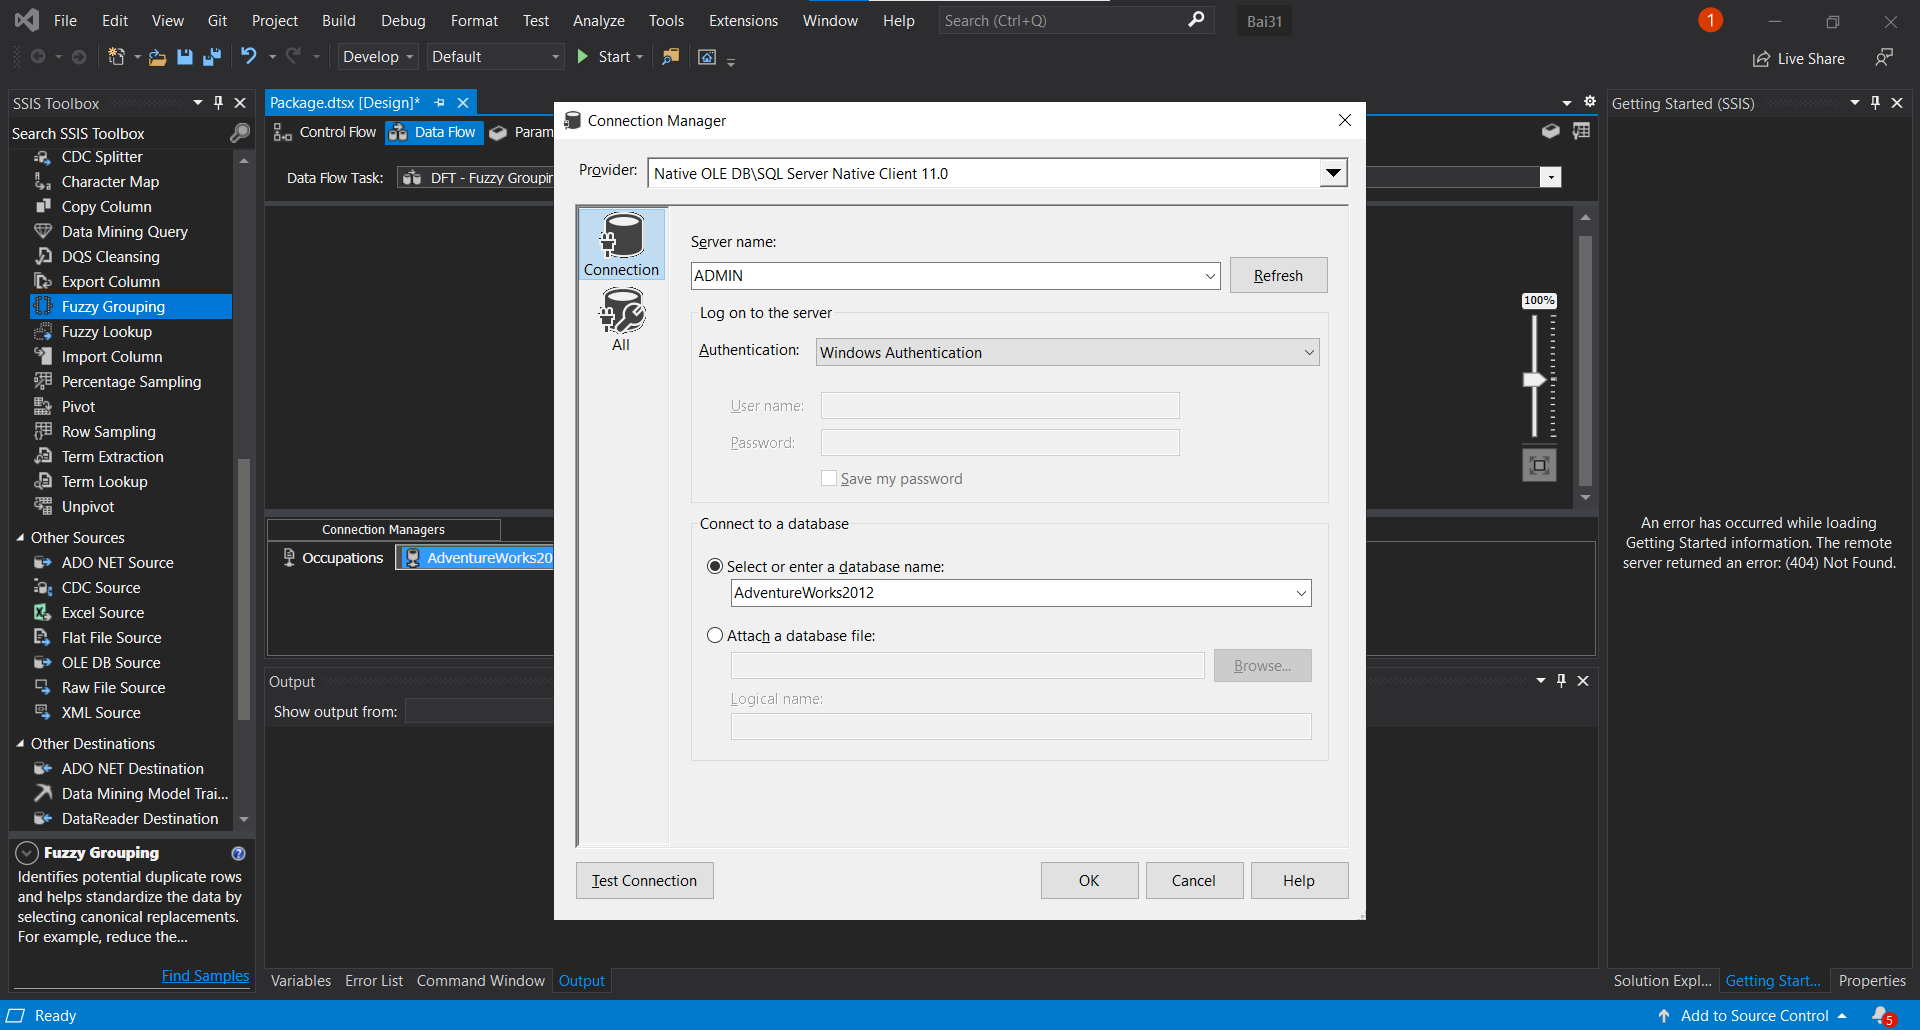 File Edit View Git Project Build Debug Format Test Analyze Tools Extensions Window Help Search (Ctrl+Q) Bai31 1
Develop Default Start Live Share
SSIS Toolbox
Search SSIS Toolbox
CDC Splitter
Character Map
Copy Column
Data Mining Query
DQS Cleansing
Export Column
Fuzzy Grouping
Fuzzy Lookup
Import Column
Percentage Sampling
Pivot
Row Sampling
Term Extraction
Term Lookup
Unpivot
Other Sources
ADO NET Source
CDC Source
Excel Source
Flat File Source
OLE DB Source
Raw File Source
XML Source
Other Destinations
ADO NET Destination
Data Mining Model Trai...
DataReader Destination
Fuzzy Grouping
Identifies potential duplicate rows
and helps standardize the data by
selecting canonical replacements.
For example, reduce the...
Find Samples
Package.dtsx [Design]*
Control Flow Data Flow Param
Data Flow Task: DFT - Fuzzy Groupin
100%
Connection Managers
Occupations AdventureWorks20
Output
Show output from:
Variables Error List Command Window Output
Connection Manager
Provider: Native OLE DB\SQL Server Native Client 11.0
Connection
All
Server name:
ADMIN Refresh
Log on to the server
Authentication: Windows Authentication
User name:
Password:
Save my password
Connect to a database
Select or enter a database name:
AdventureWorks2012
Attach a database file:
Browse...
Logical name:
Test Connection OK Cancel Help
Getting Started (SSIS)
An error has occurred while loading
Getting Started information. The remote
server returned an error: (404) Not Found.
Solution Expl... Getting Start... Properties
Ready Add to Source Control 5